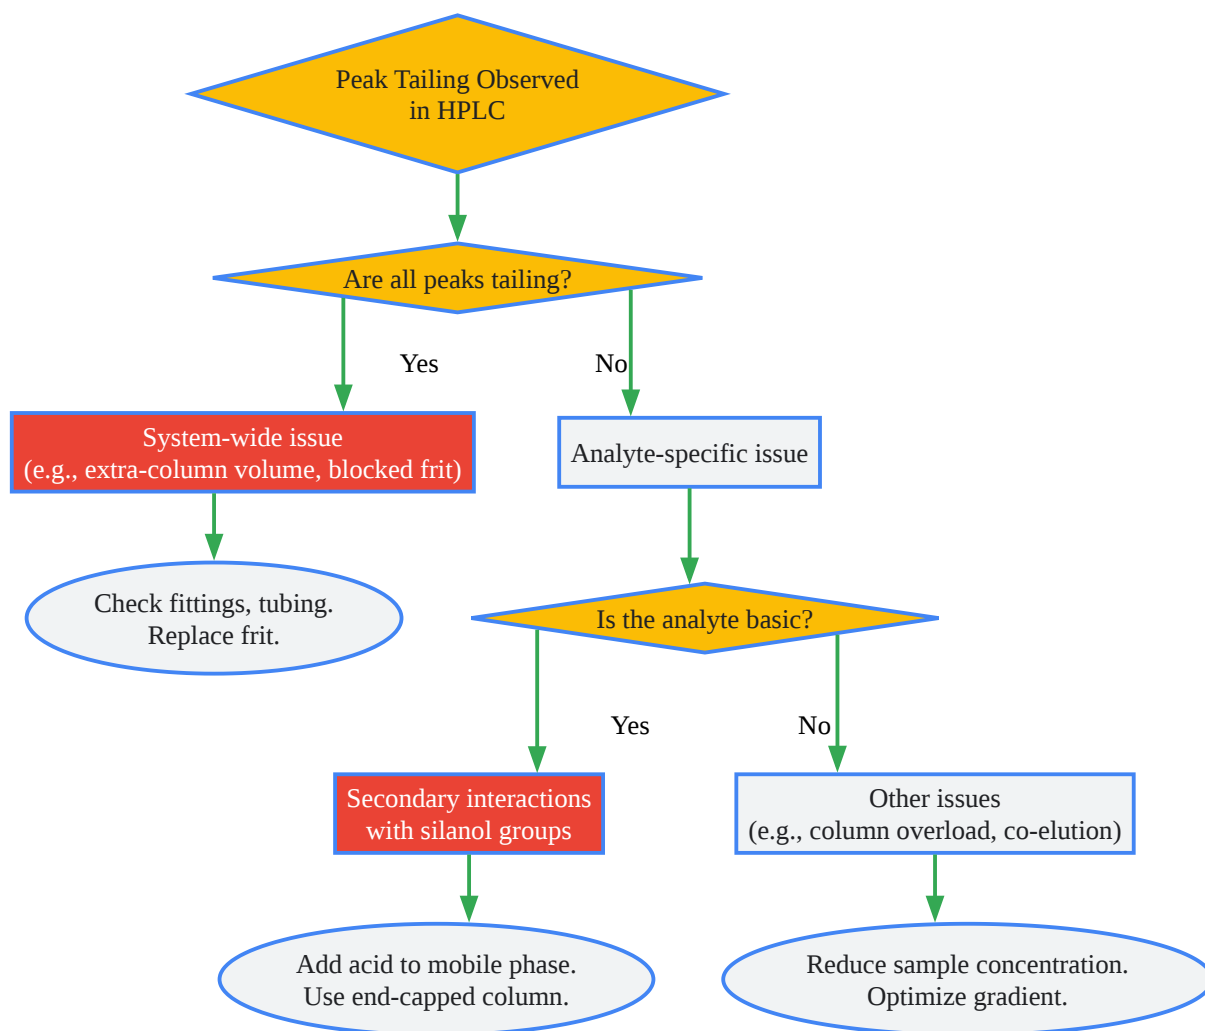 Peak Tailing Observed
in HPLC
Are all peaks tailing?
Yes
No
System-wide issue
(e.g., extra-column volume, blocked frit)
Analyte-specific issue
Check fittings, tubing.
Replace frit.
Is the analyte basic?
Yes
No
Secondary interactions
with silanol groups
Other issues
(e.g., column overload, co-elution)
Add acid to mobile phase.
Use end-capped column.
Reduce sample concentration.
Optimize gradient.